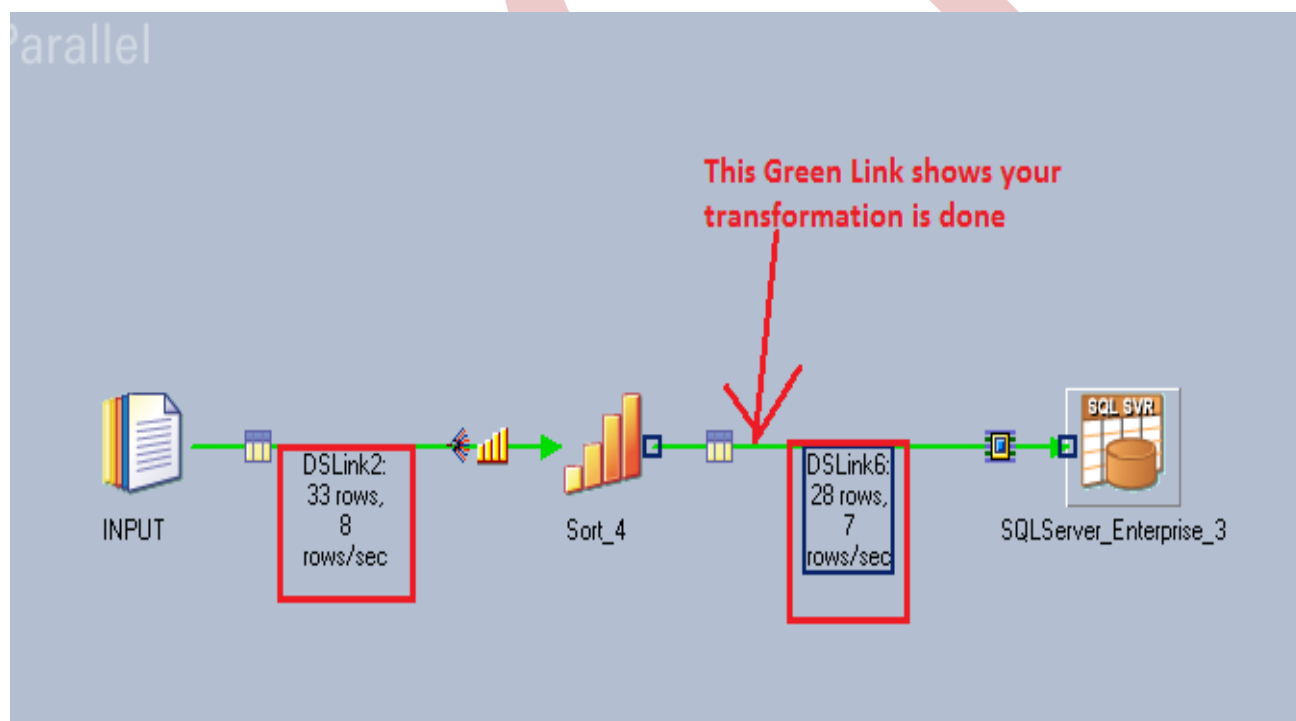 Parallel
This Green Link shows your
transformation is done
SQL SVR
DSLink2:
33 rows,
8
rows/sec
DSLink6:
28 rows,
7
rows/sec
INPUT
Sort_4
SQLServer_Enterprise_3